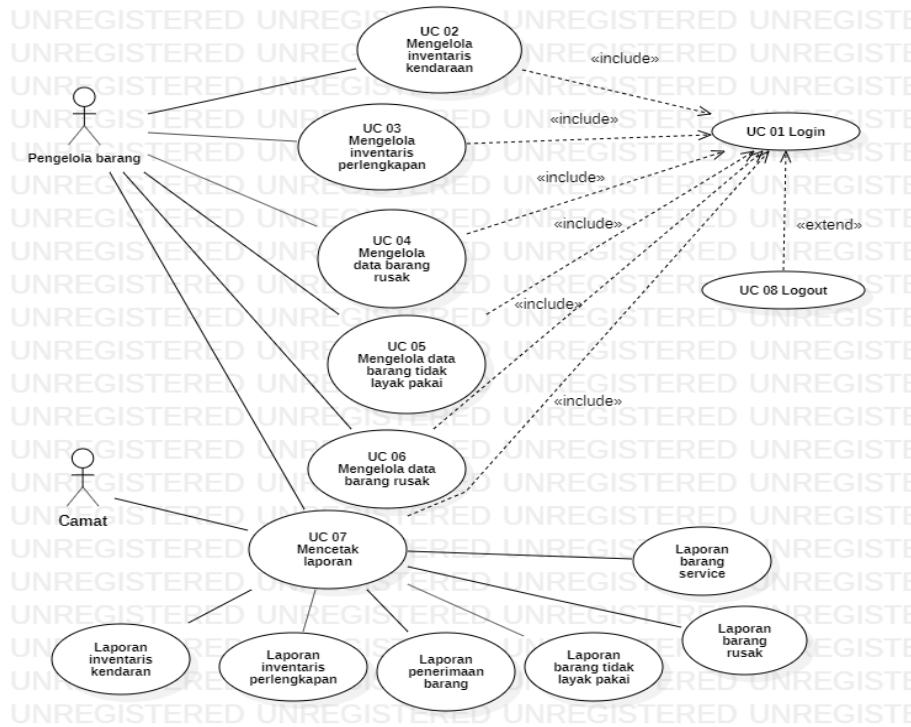 UC 02
Mengelola
inventaris
kendaraan
«include»
UC 03
Mengelola
inventaris
perlengkapan
«include»
UC 01 Login
Pengelola barang
«include»
UC 04
Mengelola
data barang
rusak
«include»
«extend»
UC 08 Logout
«include»
UC 05
Mengelola data
barang tidak
layak pakai
«include»
UC 06
Mengelola data
barang rusak
Camat
UC 07
Mencetak
laporan
Laporan
barang
service
Laporan
barang
rusak
Laporan
inventaris
kendaran
Laporan
inventaris
perlengkapan
Laporan
penerimaan
barang
Laporan
barang tidak
layak pakai
UNREGISTERED